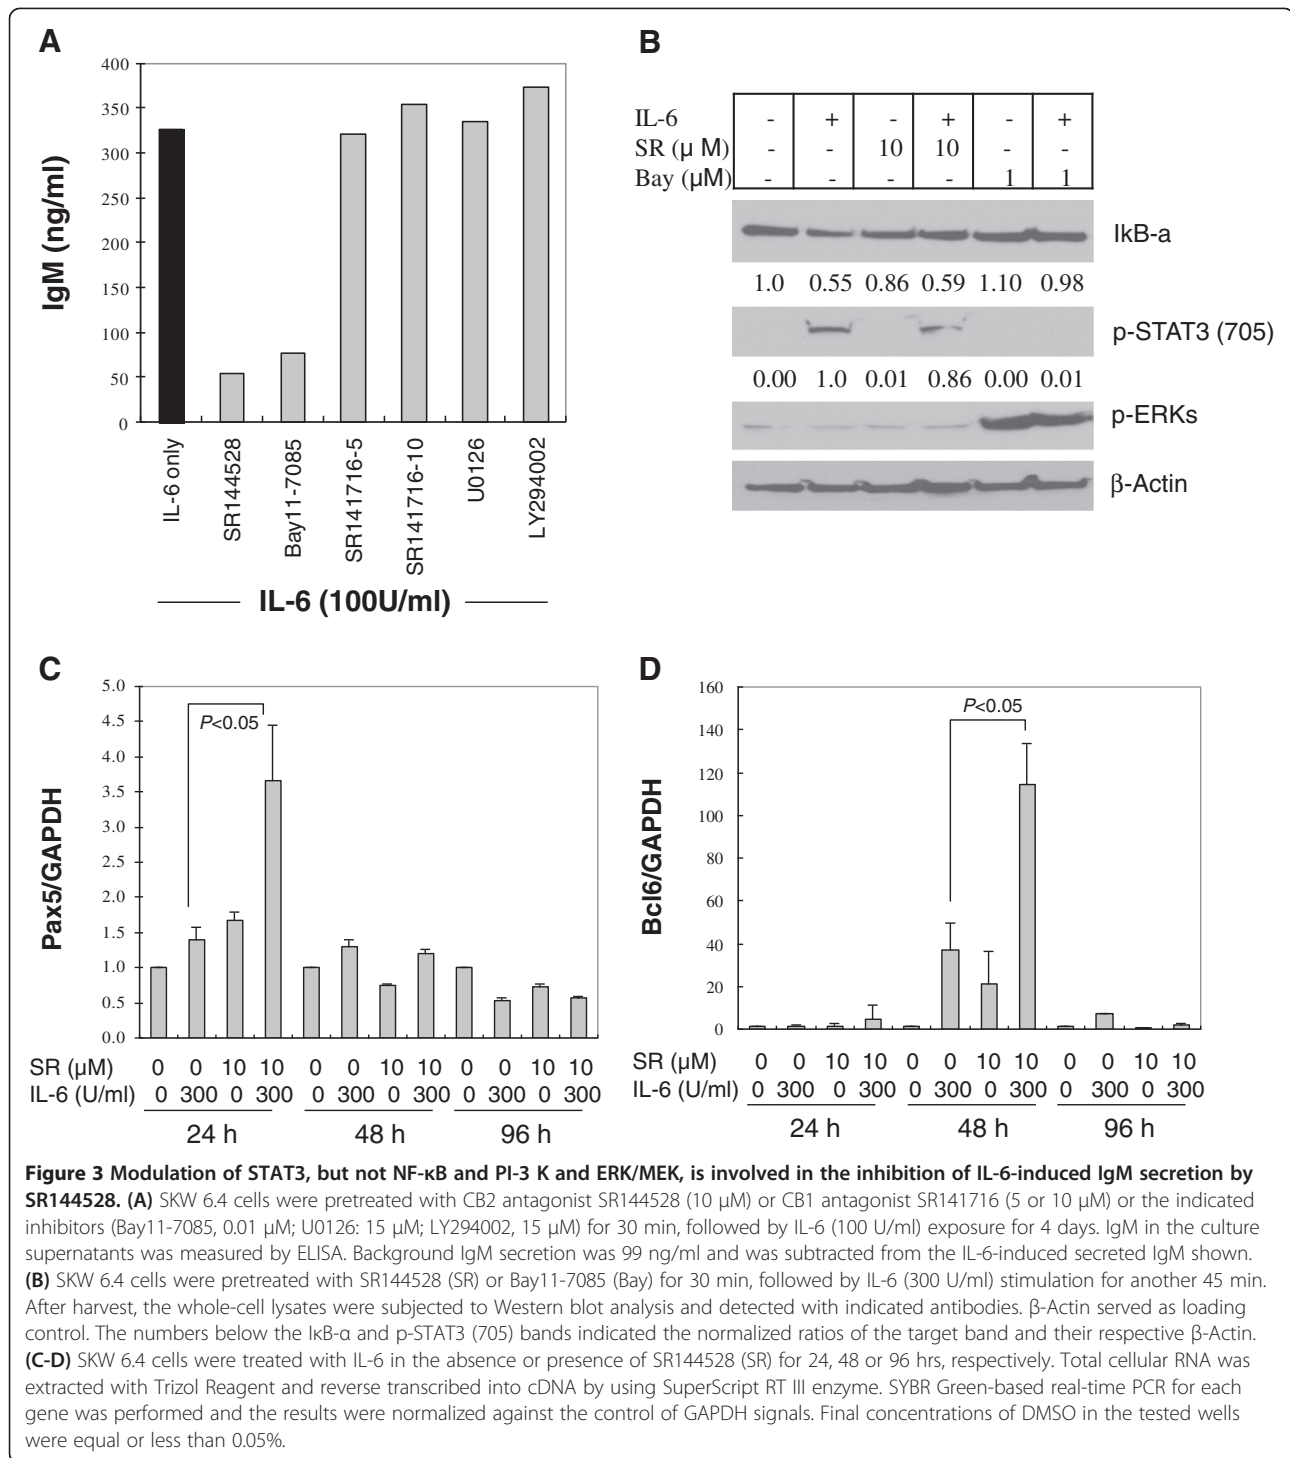 A
400
350
300
250
200
150
100
50
0
IgM (ng/ml)
IL-6 only
SR144528
Bay11-7085
SR141716-5
SR141716-10
U0126
LY294002
IL-6 (100U/ml)
B
IL-6 - + - + - +
SR (µ M) - - 10 10 - -
Bay (µM) - - - - 1 1
IkB-a
1.0 0.55 0.86 0.59 1.10 0.98
p-STAT3 (705)
0.00 1.0 0.01 0.86 0.00 0.01
p-ERKs
β-Actin
C
5.0
4.5
4.0
3.5
3.0
2.5
2.0
1.5
1.0
0.5
0.0
Pax5/GAPDH
P<0.05
SR (µM) 0 0 10 10 0 0 10 10 0 0 10 10
IL-6 (U/ml) 0 300 0 300 0 300 0 300 0 300 0 300
24 h 48 h 96 h
D
160
140
120
100
80
60
40
20
0
Bcl6/GAPDH
P<0.05
SR (µM) 0 0 10 10 0 0 10 10 0 0 10 10
IL-6 (U/ml) 0 300 0 300 0 300 0 300 0 300 0 300
24 h 48 h 96 h
Figure 3 Modulation of STAT3, but not NF-κB and PI-3 K and ERK/MEK, is involved in the inhibition of IL-6-induced IgM secretion by
SR144528. (A) SKW 6.4 cells were pretreated with CB2 antagonist SR144528 (10 µM) or CB1 antagonist SR141716 (5 or 10 µM) or the indicated
inhibitors (Bay11-7085, 0.01 µM; U0126: 15 µM; LY294002, 15 µM) for 30 min, followed by IL-6 (100 U/ml) exposure for 4 days. IgM in the culture
supernatants was measured by ELISA. Background IgM secretion was 99 ng/ml and was subtracted from the IL-6-induced secreted IgM shown.
(B) SKW 6.4 cells were pretreated with SR144528 (SR) or Bay11-7085 (Bay) for 30 min, followed by IL-6 (300 U/ml) stimulation for another 45 min.
After harvest, the whole-cell lysates were subjected to Western blot analysis and detected with indicated antibodies. β-Actin served as loading
control. The numbers below the IκB-α and p-STAT3 (705) bands indicated the normalized ratios of the target band and their respective β-Actin.
(C-D) SKW 6.4 cells were treated with IL-6 in the absence or presence of SR144528 (SR) for 24, 48 or 96 hrs, respectively. Total cellular RNA was
extracted with Trizol Reagent and reverse transcribed into cDNA by using SuperScript RT III enzyme. SYBR Green-based real-time PCR for each
gene was performed and the results were normalized against the control of GAPDH signals. Final concentrations of DMSO in the tested wells
were equal or less than 0.05%.